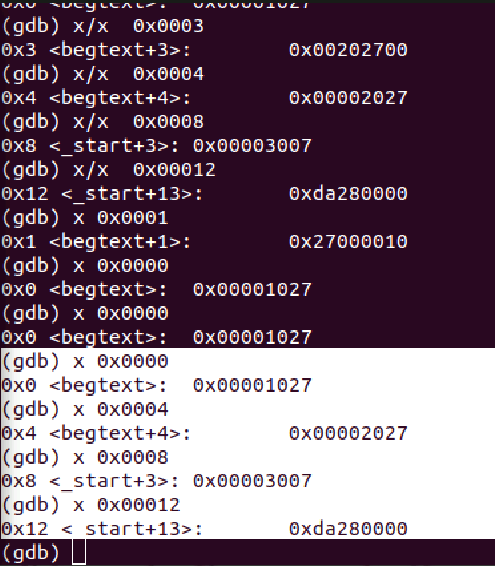 0x0 <begtext>:  0x00001027
(gdb) x/x  0x0003
0x3 <begtext+3>:        0x00202700
(gdb) x/x  0x0004
0x4 <begtext+4>:        0x00002027
(gdb) x/x  0x0008
0x8 <_start+3>: 0x00003007
(gdb) x/x  0x00012
0x12 <_start+13>:       0xda280000
(gdb) x 0x0001
0x1 <begtext+1>:        0x27000010
(gdb) x 0x0000
0x0 <begtext>:  0x00001027
(gdb) x 0x0000
0x0 <begtext>:  0x00001027
(gdb) x 0x0000
0x0 <begtext>:  0x00001027
(gdb) x 0x0004
0x4 <begtext+4>:        0x00002027
(gdb) x 0x0008
0x8 <_start+3>: 0x00003007
(gdb) x 0x00012
0x12 <_start+13>:       0xda280000
(gdb)